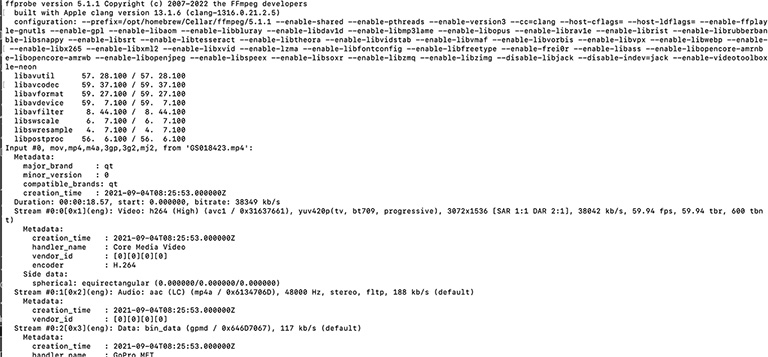 ffprobe version 5.1.1 Copyright (c) 2007-2022 the FFmpeg developers
built with Apple clang version 13.1.6 (clang-1316.0.21.2.5)
configuration: --prefix=/opt/homebrew/Cellar/ffmpeg/5.1.1 --enable-shared --enable-pthreads --enable-version3 --cc=clang --host-cflags= --host-ldflags= --enable-ffplay
-gnutls --enable-gpl --enable-libaom --enable-libbluray --enable-libdav1d --enable-libmp3lame --enable-libopus --enable-librav1e --enable-librist --enable-librubberband
ble-libsnappy --enable-libsrt --enable-libtesseract --enable-libtheora --enable-libvidstab --enable-libvmaf --enable-libvorbis --enable-libvpx --enable-libwebp --enable-
--enable-libx265 --enable-libxml2 --enable-libxvid --enable-lzma --enable-libfontconfig --enable-libfreetype --enable-frei0r --enable-libass --enable-libopencore-amrnb
e-libopencore-amrwb --enable-libopenjpeg --enable-libspeex --enable-libsoxr --enable-libzmq --enable-libzimg --disable-libjack --disable-indev=jack --enable-videotoolbox
le-neon
libavutil 57. 28.100 / 57. 28.100
libavcodec 59. 37.100 / 59. 37.100
libavformat 59. 27.100 / 59. 27.100
libavdevice 59. 7.100 / 59. 7.100
libavfilter 8. 44.100 / 8. 44.100
libswscale 6. 7.100 / 6. 7.100
libswresample 4. 7.100 / 4. 7.100
libpostproc 56. 6.100 / 56. 6.100
Input #0, mov,mp4,m4a,3gp,3g2,mj2, from 'GS018423.mp4':
Metadata:
major_brand : qt
minor_version : 0
compatible_brands: qt
creation_time : 2021-09-04T08:25:53.000000Z
Duration: 00:00:18.57, start: 0.000000, bitrate: 38349 kb/s
Stream #0:0[0x1](eng): Video: h264 (High) (avc1 / 0x31637661), yuv420p(tv, bt709, progressive), 3072x1536 [SAR 1:1 DAR 2:1], 38042 kb/s, 59.94 fps, 59.94 tbr, 600 tbn
t)
Metadata:
creation_time : 2021-09-04T08:25:53.000000Z
handler_name : Core Media Video
vendor_id : [0][0][0][0]
encoder : H.264
Side data:
spherical: equirectangular (0.000000/0.000000/0.000000)
Stream #0:1[0x2](eng): Audio: aac (LC) (mp4a / 0x6134706D), 48000 Hz, stereo, fltp, 188 kb/s (default)
Metadata:
creation_time : 2021-09-04T08:25:53.000000Z
vendor_id : [0][0][0][0]
Stream #0:2[0x3](eng): Data: bin_data (gpmd / 0x646D7067), 117 kb/s (default)
Metadata:
creation_time : 2021-09-04T08:25:53.000000Z
handler_name : GoPro MET